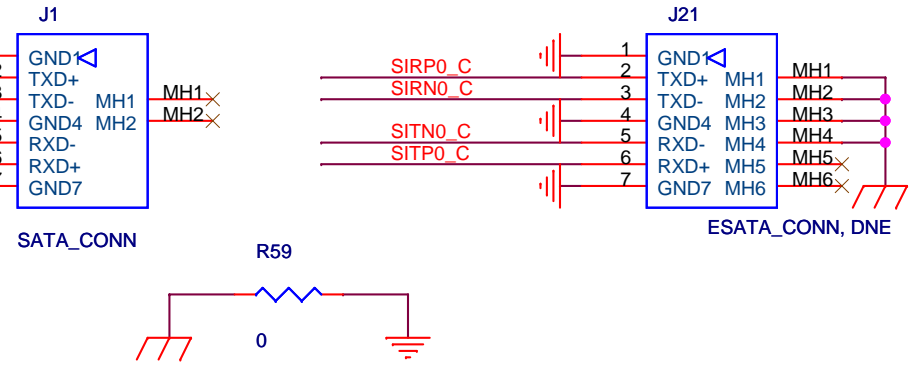 J1
J21
GND1
TXD+
TXD-
GND4
RXD-
RXD+
GND7
MH1
MH2
MH1
MH2
SATA_CONN
SIRP0_C
SIRN0_C
SITN0_C
SITP0_C
1
2
3
4
5
6
7
GND1
TXD+ MH1
TXD- MH2
GND4 MH3
RXD- MH4
RXD+ MH5
GND7 MH6
MH1
MH2
MH3
MH4
MH5
MH6
ESATA_CONN, DNE
R59
0